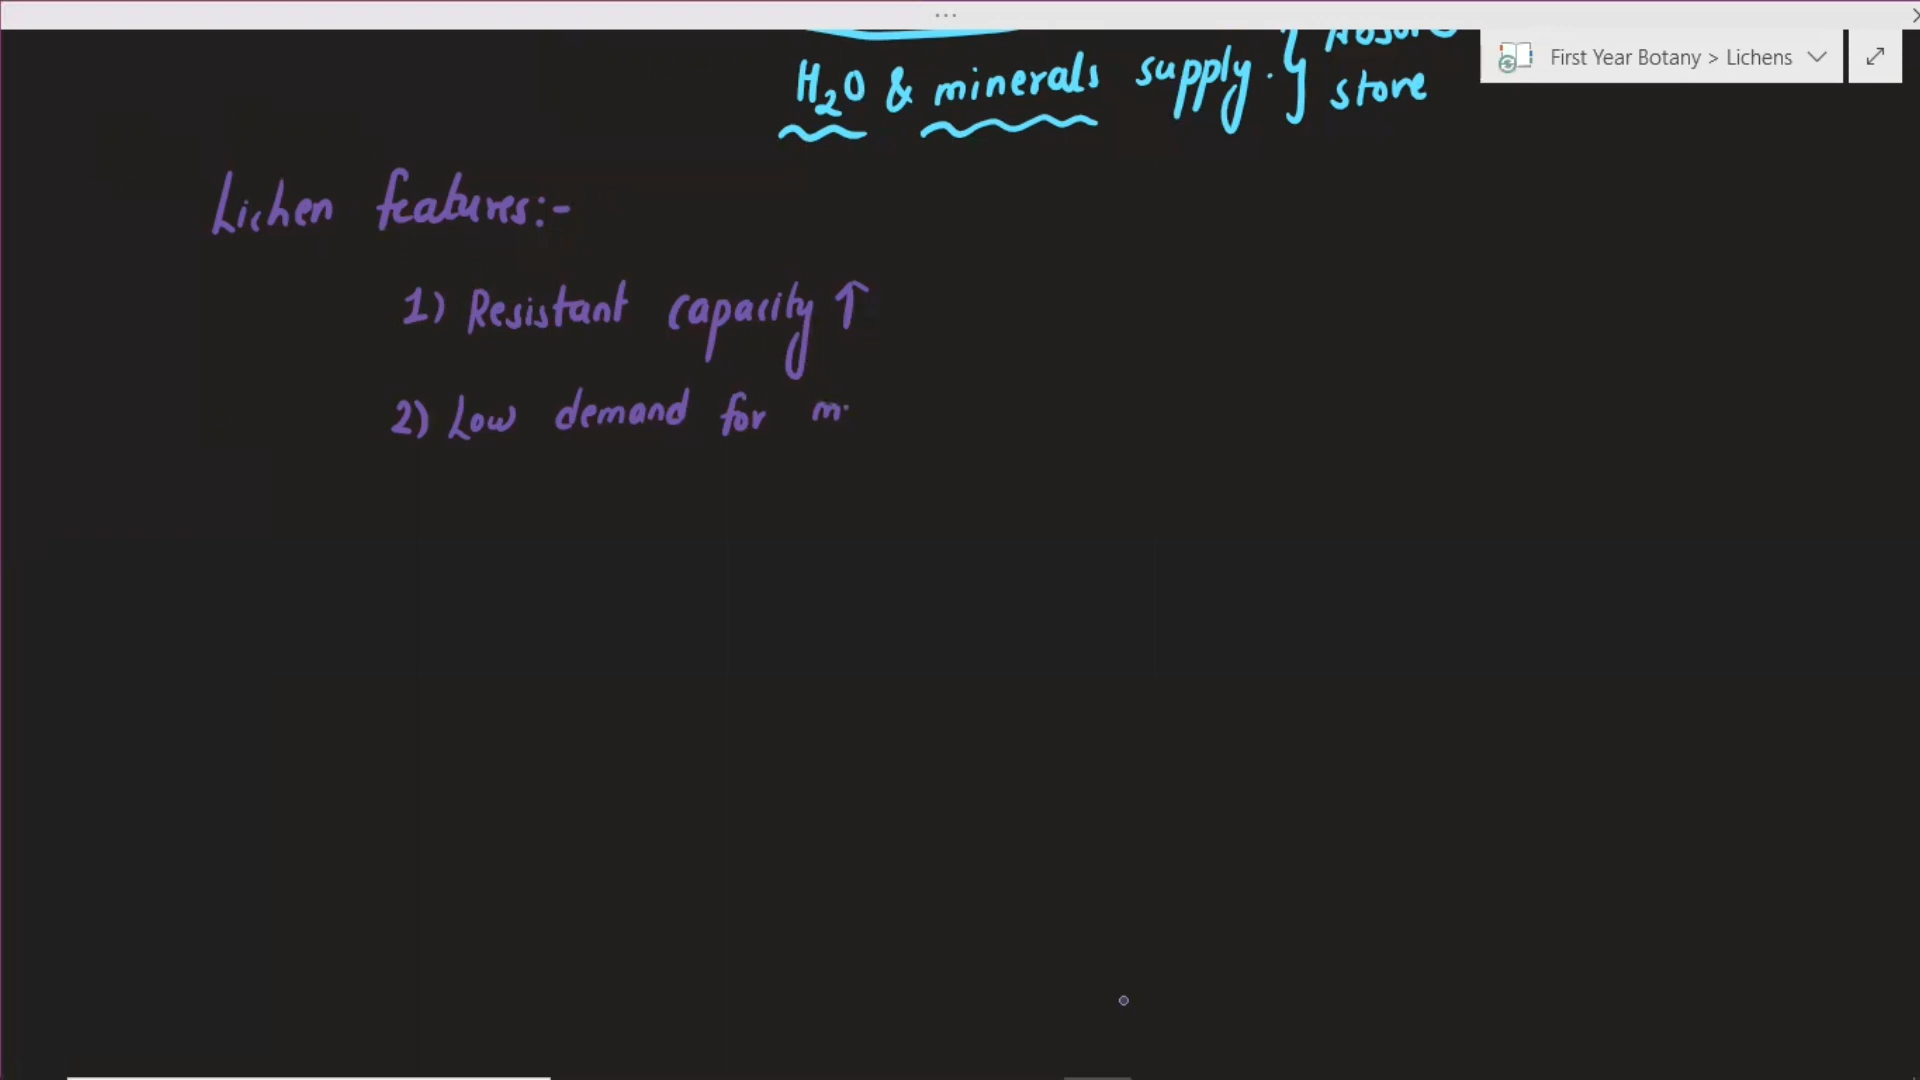 First Year Botany > Lichens
H₂O & minerals supply. } store
Lichen features:-
1) Resistant capacity ↑
2) Low demand for m